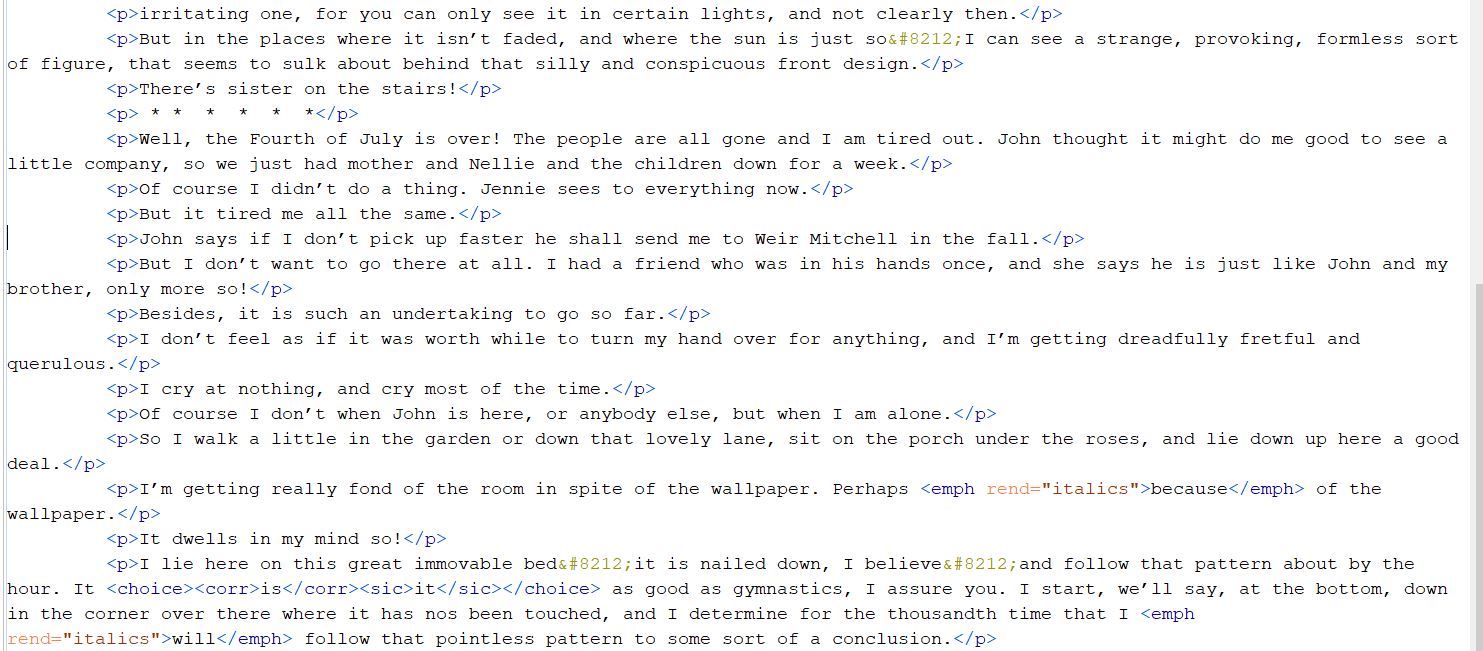 <p>irritating one, for you can only see it in certain lights, and not clearly then.</p>
<p>But in the places where it isn’t faded, and where the sun is just so&#8212;I can see a strange, provoking, formless sort
of figure, that seems to sulk about behind that silly and conspicuous front design.</p>
<p>There’s sister on the stairs!</p>
<p> * *  *  *  *  *</p>
<p>Well, the Fourth of July is over! The people are all gone and I am tired out. John thought it might do me good to see a
little company, so we just had mother and Nellie and the children down for a week.</p>
<p>Of course I didn’t do a thing. Jennie sees to everything now.</p>
<p>But it tired me all the same.</p>
<p>John says if I don’t pick up faster he shall send me to Weir Mitchell in the fall.</p>
<p>But I don’t want to go there at all. I had a friend who was in his hands once, and she says he is just like John and my
brother, only more so!</p>
<p>Besides, it is such an undertaking to go so far.</p>
<p>I don’t feel as if it was worth while to turn my hand over for anything, and I’m getting dreadfully fretful and
querulous.</p>
<p>I cry at nothing, and cry most of the time.</p>
<p>Of course I don’t when John is here, or anybody else, but when I am alone.</p>
<p>So I walk a little in the garden or down that lovely lane, sit on the porch under the roses, and lie down up here a good
deal.</p>
<p>I’m getting really fond of the room in spite of the wallpaper. Perhaps <emph rend="italics">because</emph> of the
wallpaper.</p>
<p>It dwells in my mind so!</p>
<p>I lie here on this great immovable bed&#8212;it is nailed down, I believe&#8212;and follow that pattern about by the
hour. It <choice><corr>is</corr><sic>it</sic></choice> as good as gymnastics, I assure you. I start, we’ll say, at the bottom, down
in the corner over there where it has nos been touched, and I determine for the thousandth time that I <emph
rend="italics">will</emph> follow that pointless pattern to some sort of a conclusion.</p>